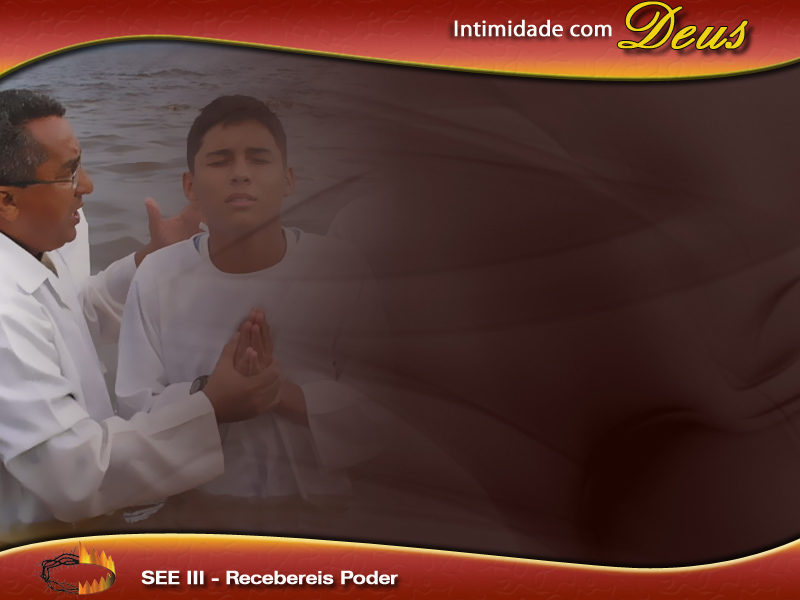 Intimidade com Deus
SEE III - Recebereis Poder